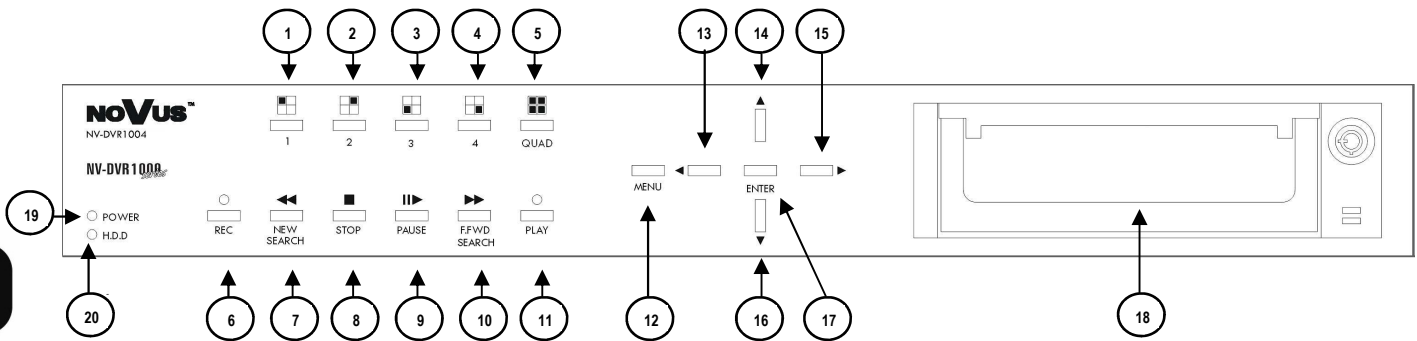 1 2 3 4 5 13 14 15
NOVUS™
NV-DVR1004
1 2 3 4 QUAD
NV-DVR1000 series
MENU ENTER
19 POWER
H.D.D
REC NEW SEARCH STOP PAUSE F.FWD SEARCH PLAY
20 6 7 8 9 10 11 12 16 17 18